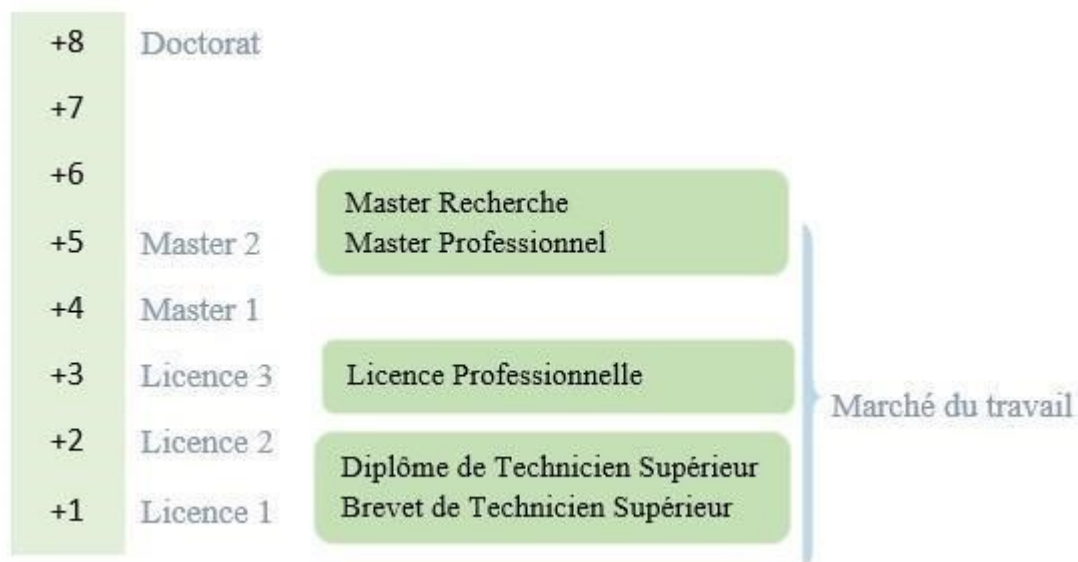 +8 Doctorat
+7
+6
Master Recherche
+5 Master 2 Master Professionnel
+4 Master 1
+3 Licence 3 Licence Professionnelle
Marché du travail
+2 Licence 2
Diplôme de Technicien Supérieur
+1 Licence 1 Brevet de Technicien Supérieur